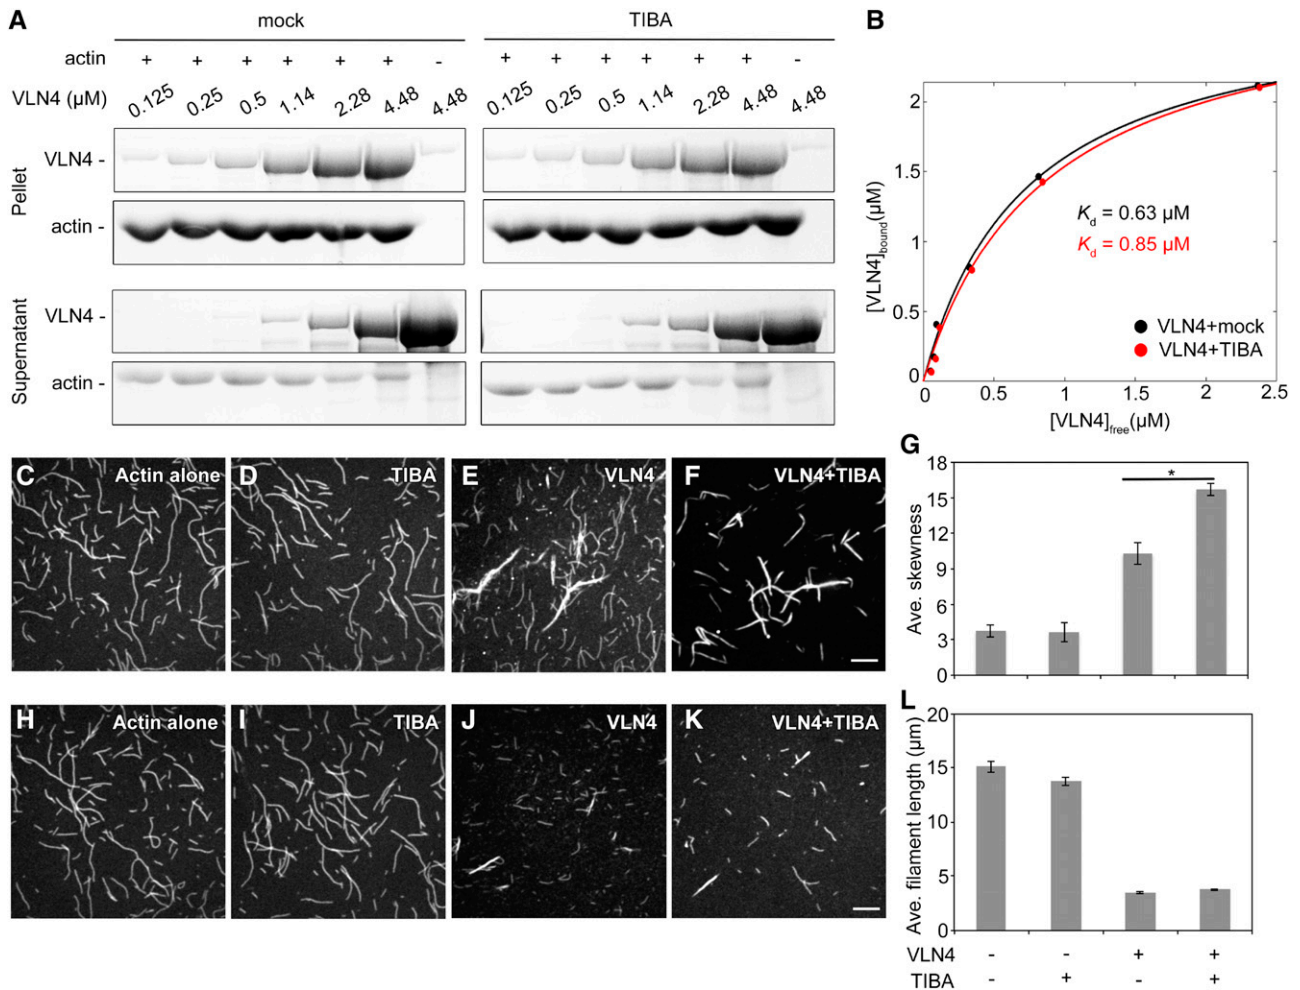 A
mock
TIBA
actin + + + + + + - + + + + + + -
VLN4 (µM) 0.125 0.25 0.5 1.14 2.28 4.48 4.48 0.125 0.25 0.5 1.14 2.28 4.48 4.48
Pellet
VLN4 -
actin -
Supernatant
VLN4 -
actin -
B
2
1.5
1
0.5
0
[VLN4]bound(µM)
Kd = 0.63 µM
Kd = 0.85 µM
VLN4+mock
VLN4+TIBA
0 0.5 1 1.5 2 2.5
[VLN4]free(µM)
C Actin alone
D TIBA
E VLN4
F VLN4+TIBA
G
18
15
12
9
6
3
0
Ave. skewness
*
H Actin alone
I TIBA
J VLN4
K VLN4+TIBA
L
20
15
10
5
0
Ave. filament length (µm)
VLN4 - - + +
TIBA - + - +